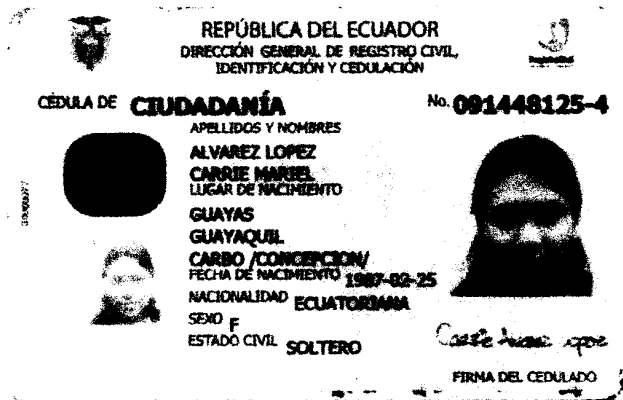 REPÚBLICA DEL ECUADOR
DIRECCIÓN GENERAL DE REGISTRO CIVIL,
IDENTIFICACIÓN Y CEDULACIÓN
CÉDULA DE CIUDADANÍA No. 091448125-4
APELLIDOS Y NOMBRES
ALVAREZ LOPEZ
CARRIE MARIEL
LUGAR DE NACIMIENTO
GUAYAS
GUAYAQUIL
CARBO /CONCEPCION/
FECHA DE NACIMIENTO 1987-02-25
NACIONALIDAD ECUATORIANA
SEXO F
ESTADO CIVIL SOLTERO
FIRMA DEL CEDULADO